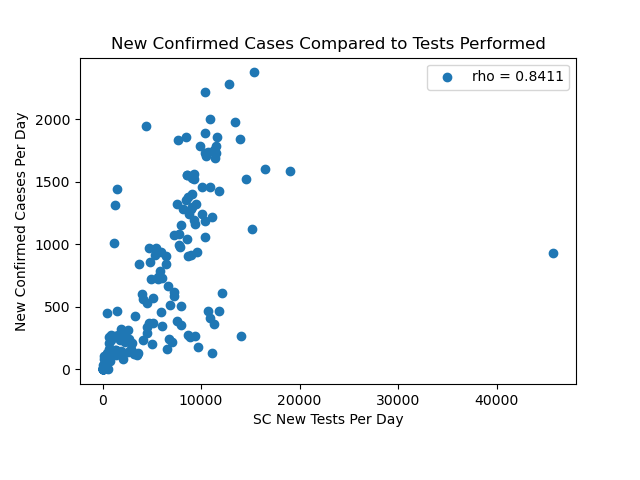 New Confirmed Cases Compared to Tests Performed
rho = 0.8411
New Confirmed Caeses Per Day
2000
1500
1000
500
0
0 10000 20000 30000 40000
SC New Tests Per Day